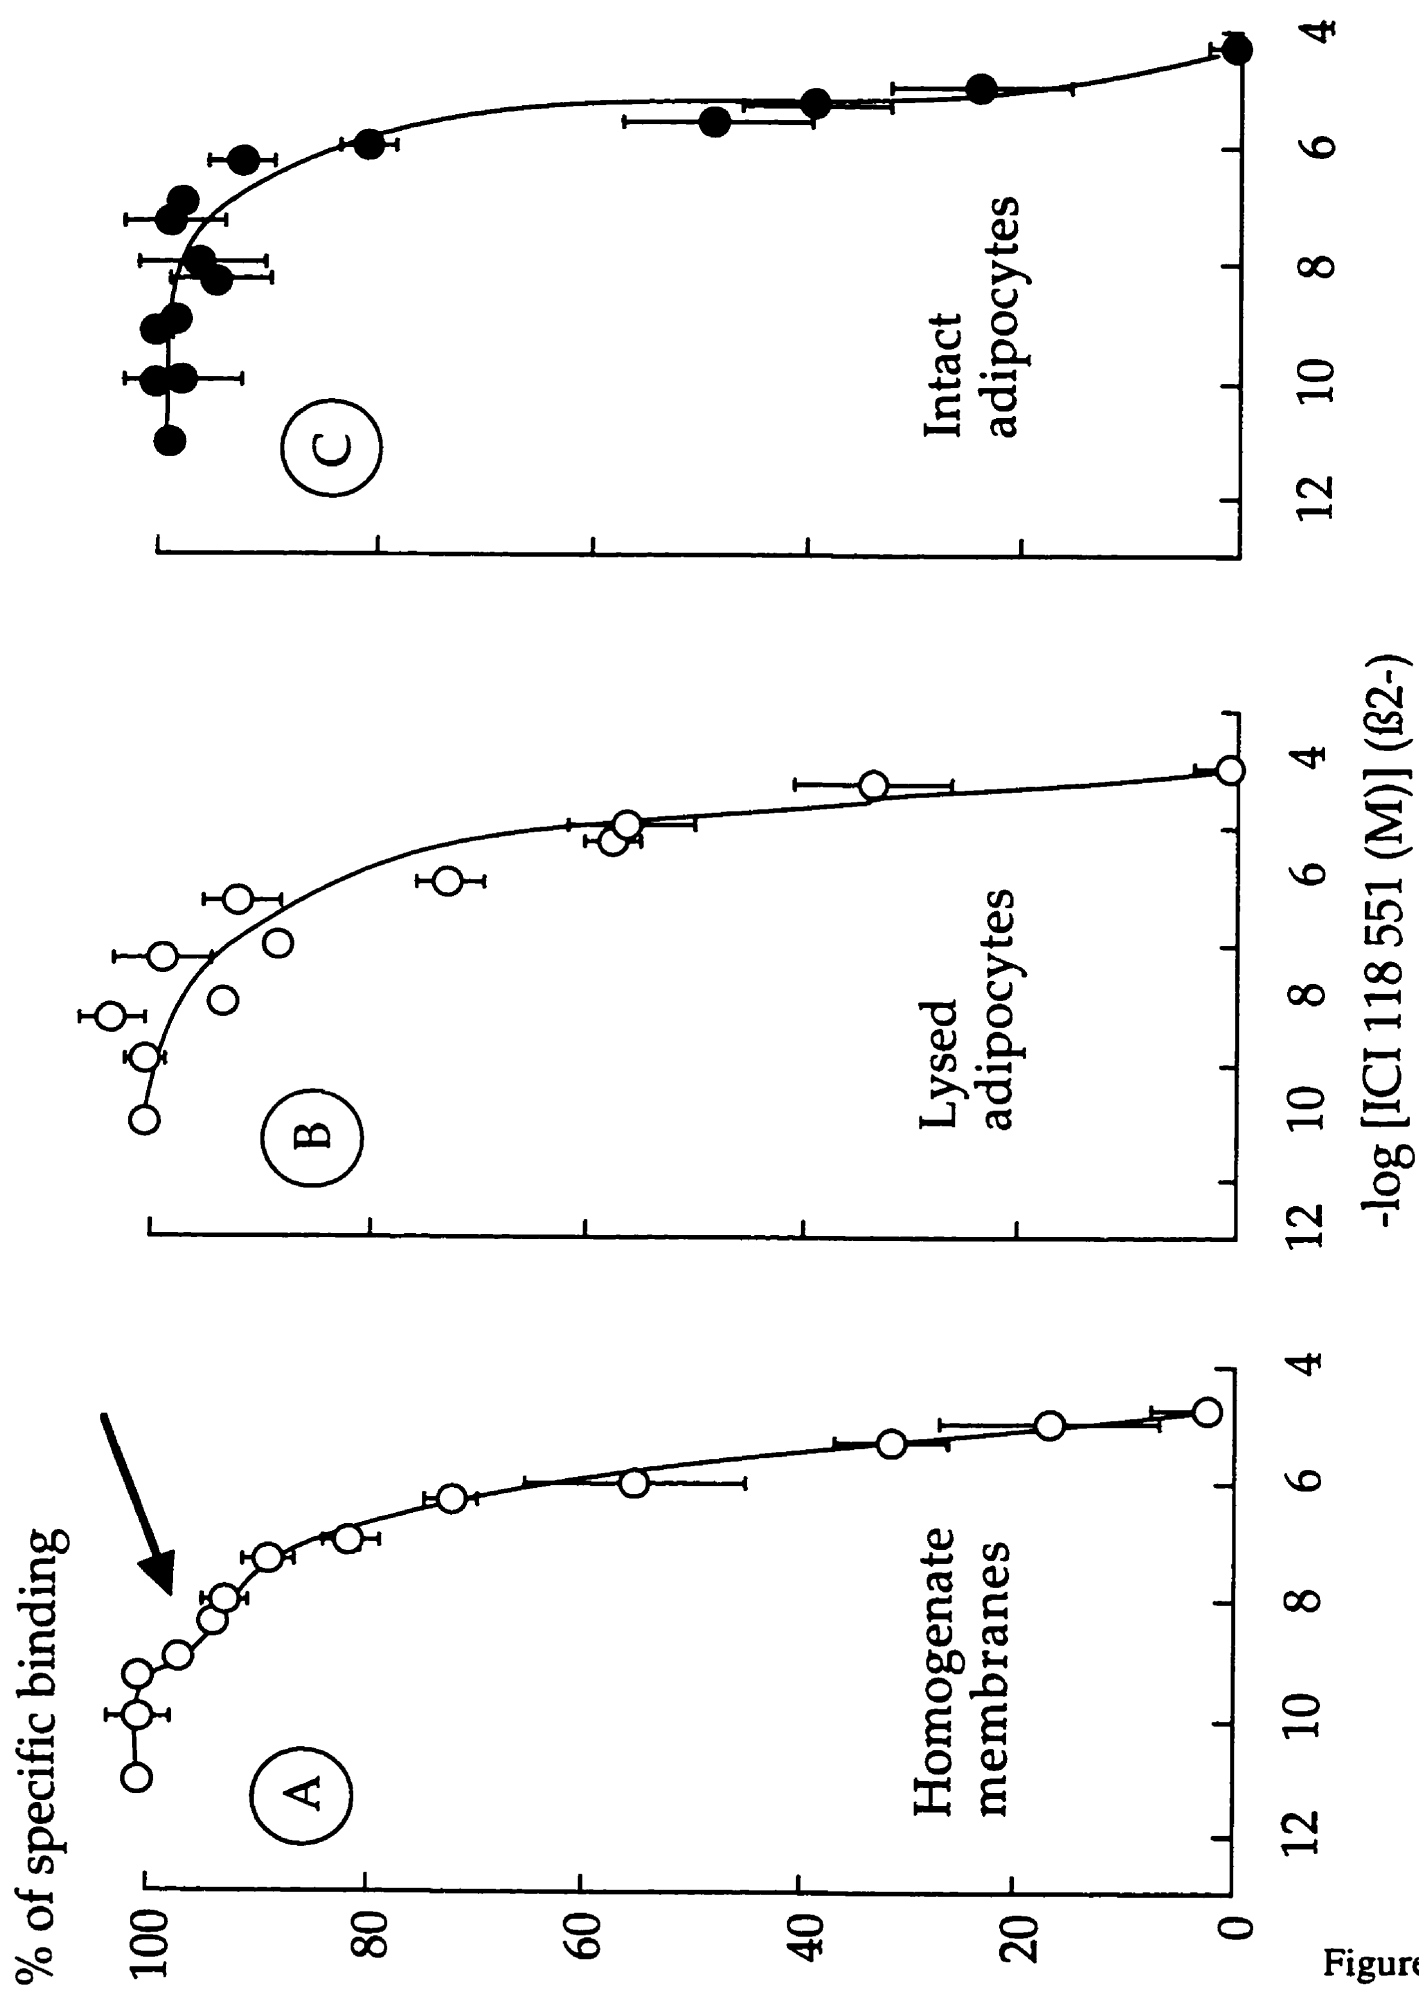 % of specific binding
100
80
60
40
20
0
A
Homogenate
membranes
12 10 8 6 4
B
Lysed
adipocytes
12 10 8 6 4
C
Intact
adipocytes
12 10 8 6 4
-log [ICI 118 551 (M)] (ß2-)
Figure